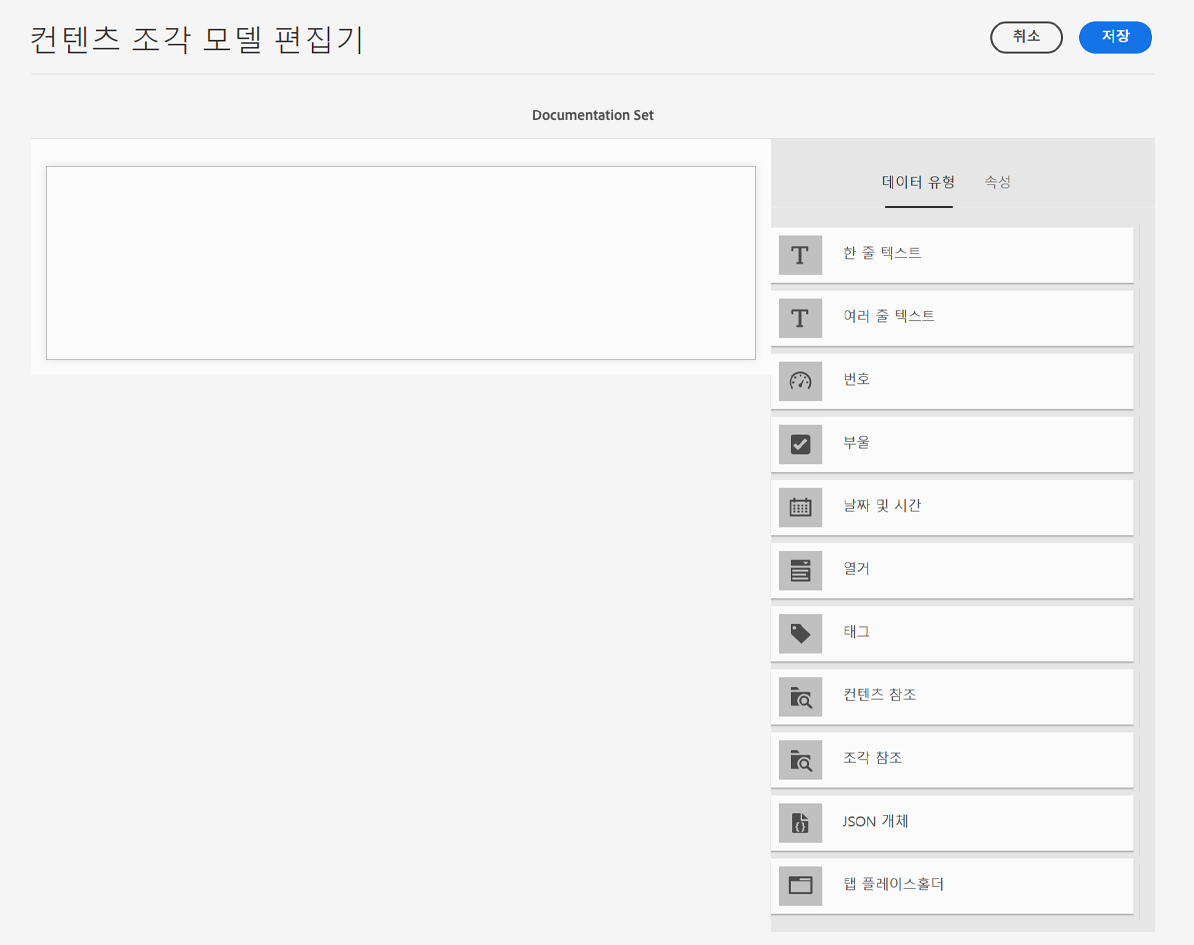 컨텐츠 조각 모델 편집기
취소
저장
Documentation Set
데이터 유형
속성
한 줄 텍스트
여러 줄 텍스트
번호
부울
날짜 및 시간
열거
태그
컨텐츠 참조
조각 참조
JSON 개체
탭 플레이스홀더